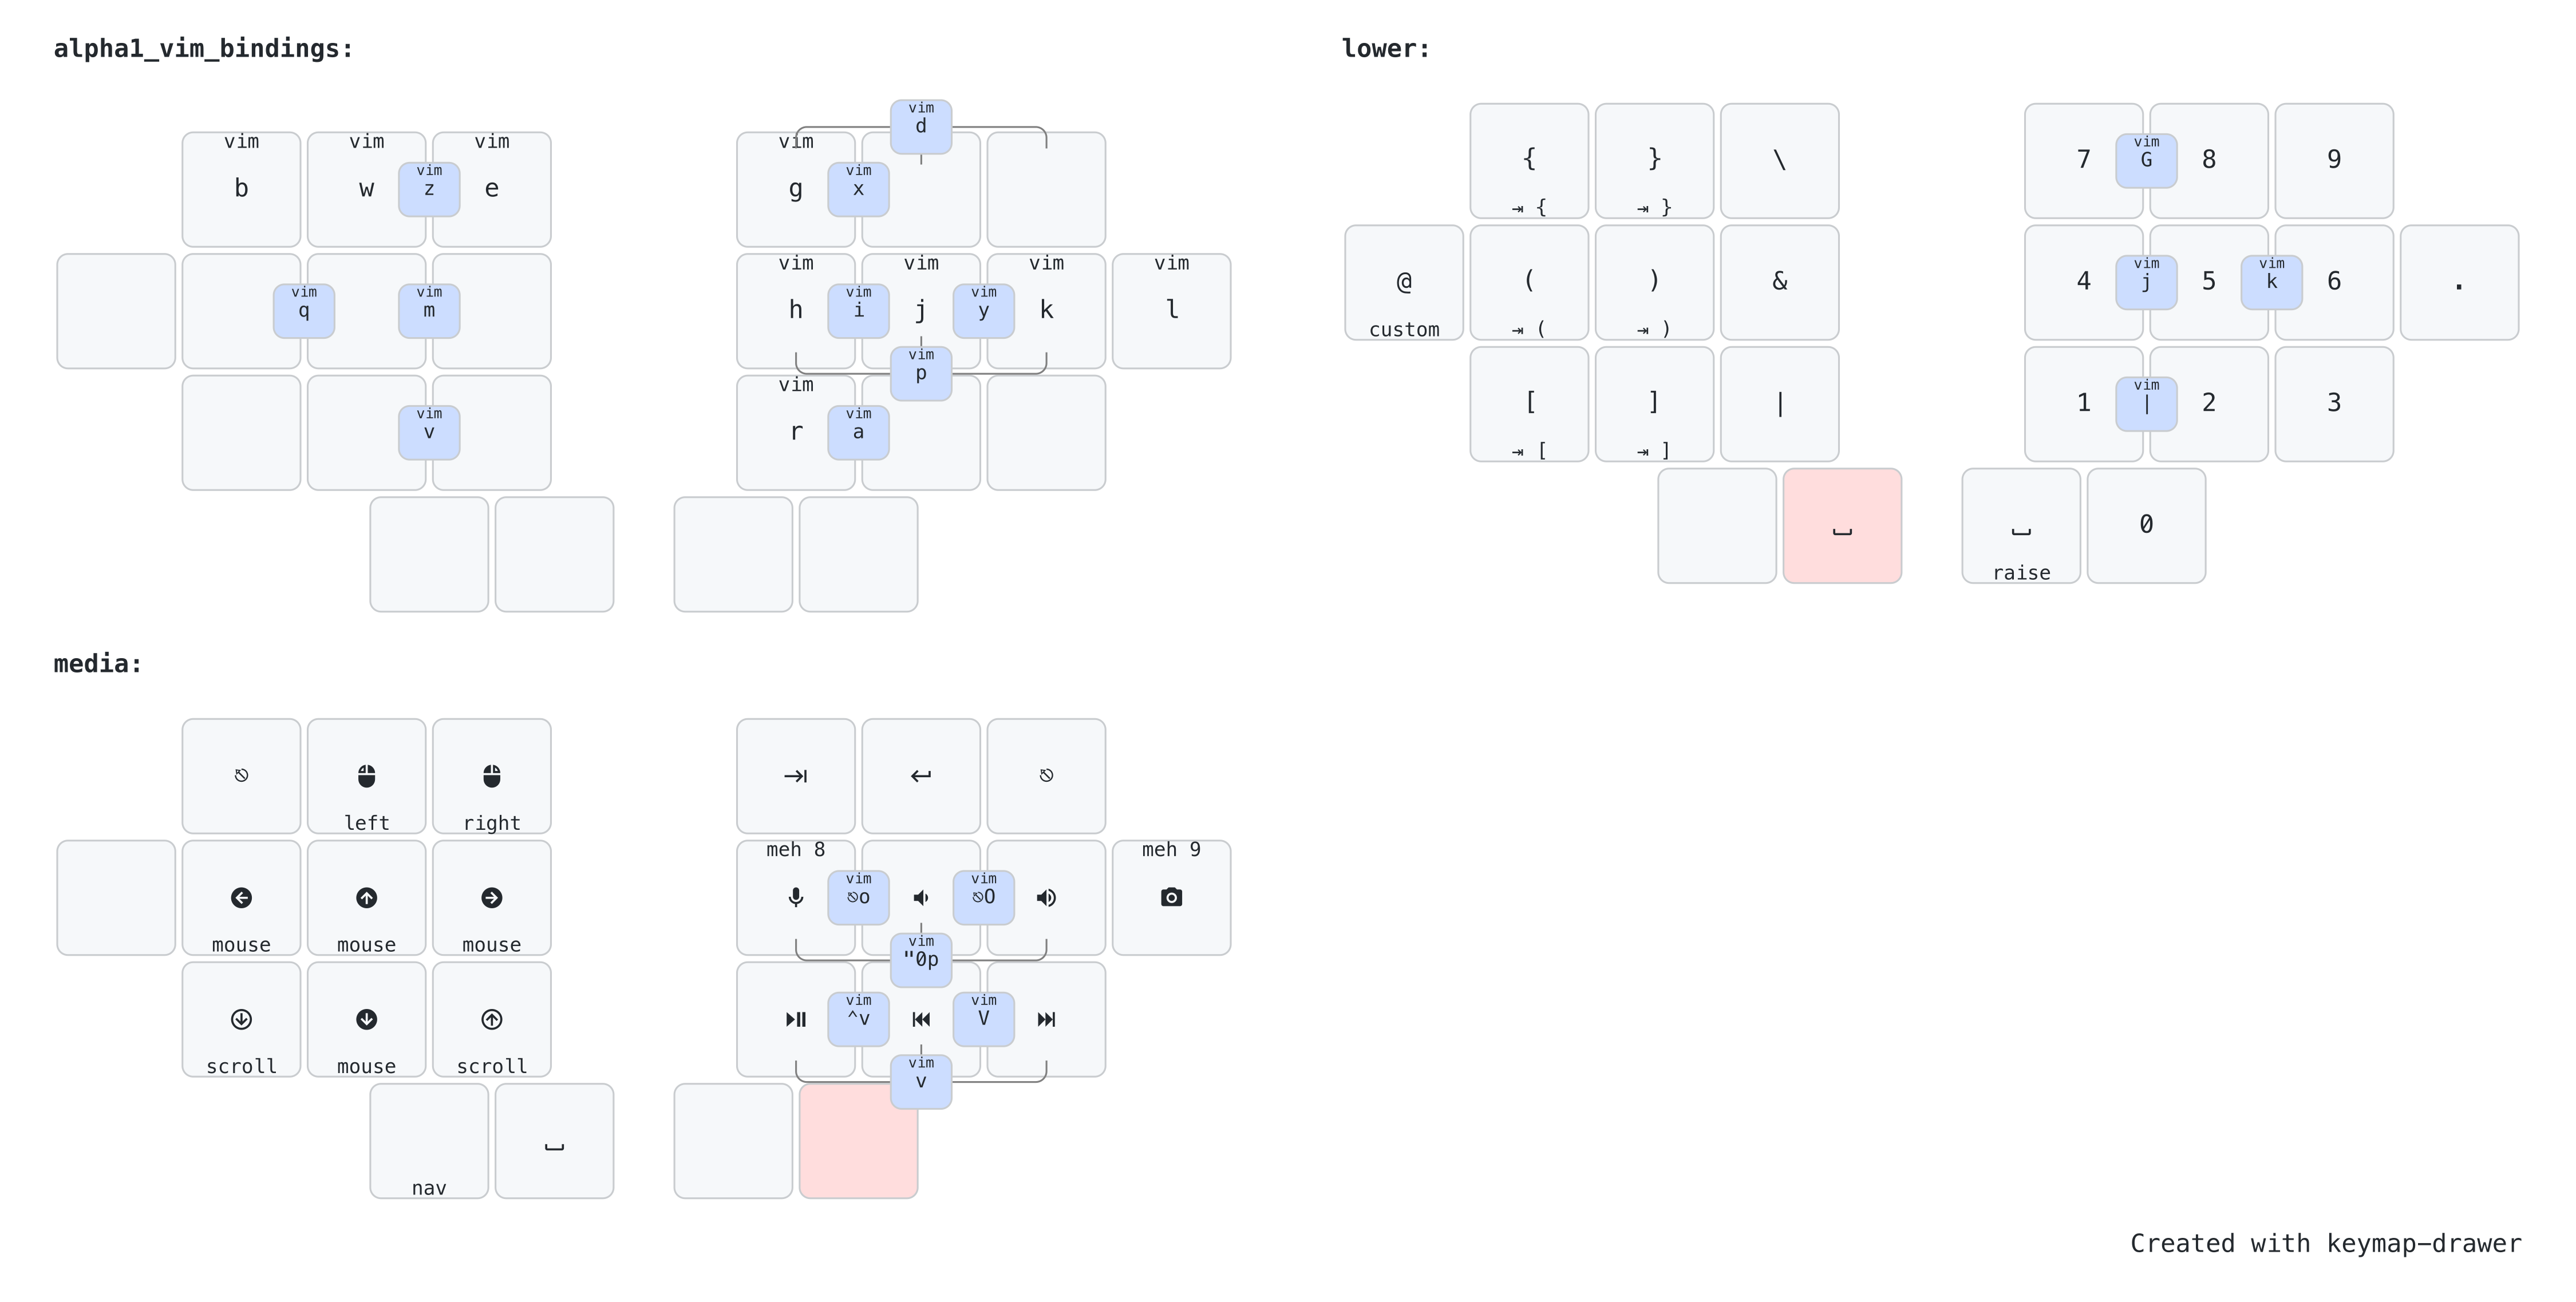 alpha1_vim_bindings:
vim d
vim b
vim w
vim z
vim e
vim g
vim x
vim q
vim m
vim h
vim i
vim j
vim y
vim k
vim l
vim p
vim v
vim r
vim a
lower:
{ ⇥ {
} ⇥ }
\
7
vim G
8
9
@ custom
( ⇥ (
) ⇥ )
&
4
vim j
5
vim k
6
.
[ ⇥ [
] ⇥ ]
|
1
vim |
2
3
␣
␣ raise
0
media:
⎋
left
right
⇥
↵
⎋
mouse
mouse
mouse
meh 8
vim ⎋o
vim ⎋O
meh 9
vim "0p
scroll
mouse
scroll
vim ^v
vim V
vim v
nav
␣
Created with keymap-drawer